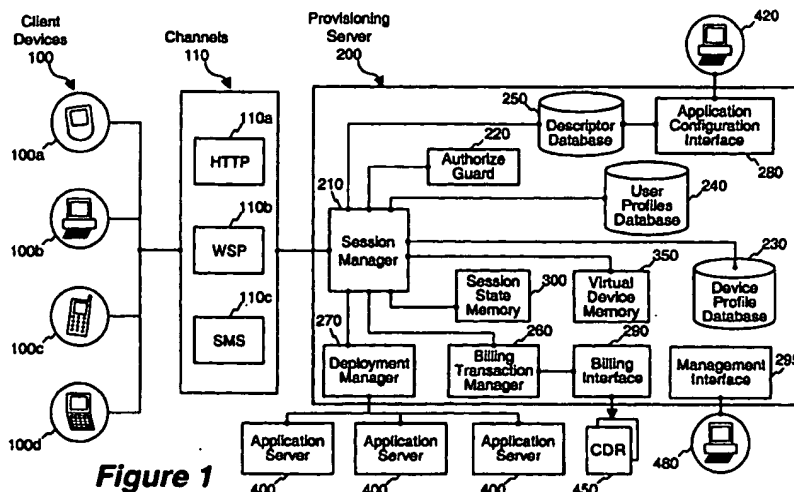 Client
Devices
100
Channels
110
Provisioning
Server
200
420
100a
110a
HTTP
250
Descriptor
Database
Application
Configuration
Interface
280
220
Authorize
Guard
210
User
Profiles
Database
240
100b
110b
WSP
Session
Manager
230
Device
Profile
Database
350
Session
State
Memory
300
Virtual
Device
Memory
100c
110c
SMS
270
Deployment
Manager
260
Billing
Transaction
Manager
290
Billing
Interface
Management
Interface
295
100d
Application
Server
400
Application
Server
400
Application
Server
400
CDR
450
480
Figure 1